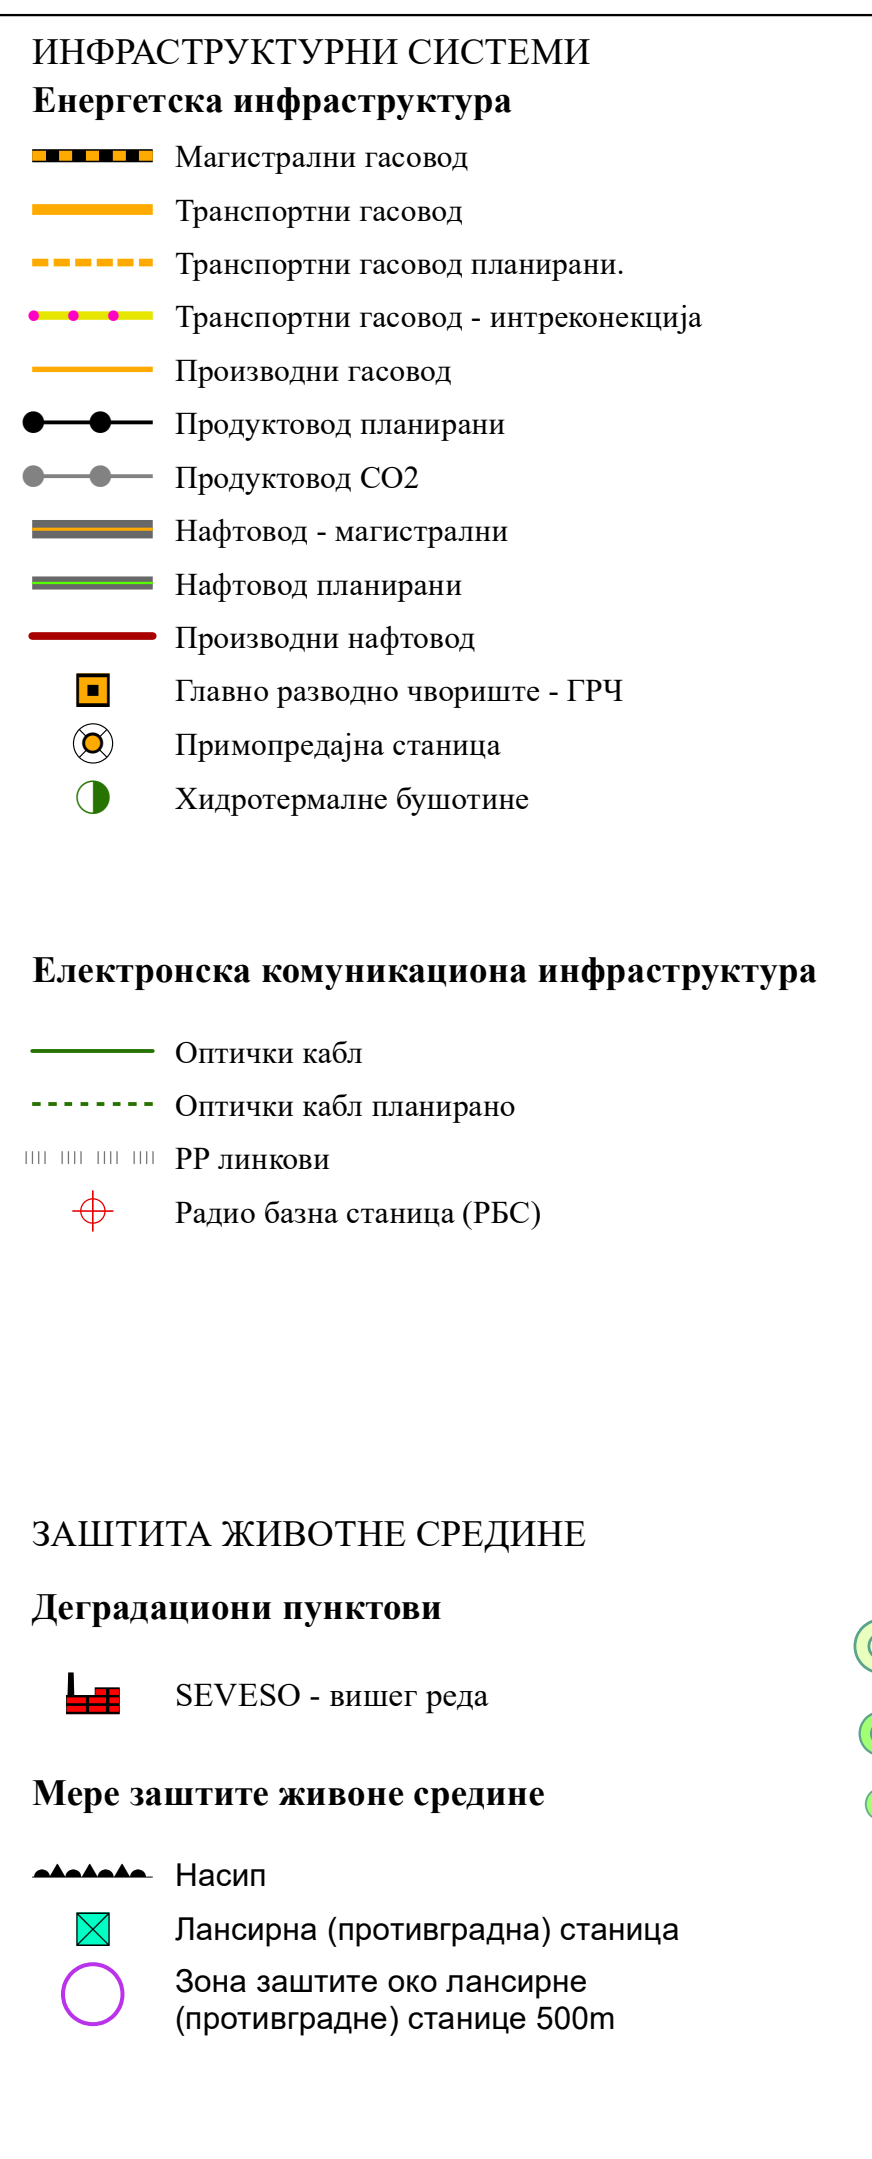 ИНФРАСТРУКТУРНИ СИСТЕМИ
Енергетска инфраструктура
Магистрални гасовод
Транспортни гасовод
Транспортни гасовод планирани.
Транспортни гасовод - интреконекција
Производни гасовод
Продуктовод планирани
Продуктовод CO2
Нафтовод - магистрални
Нафтовод планирани
Производни нафтовод
Главно разводно чвориште - ГРЧ
Примопредајна станица
Хидротермалне бушотине
Електронска комуникациона инфраструктура
Оптички кабл
Оптички кабл планирано
РР линкови
Радио базна станица (РБС)
ЗАШТИТА ЖИВОТНЕ СРЕДИНЕ
Деградациони пунктови
SEVESO - вишег реда
Мере заштите живоне средине
Насип
Лансирна (противградна) станица
Зона заштите око лансирне
(противградне) станице 500m